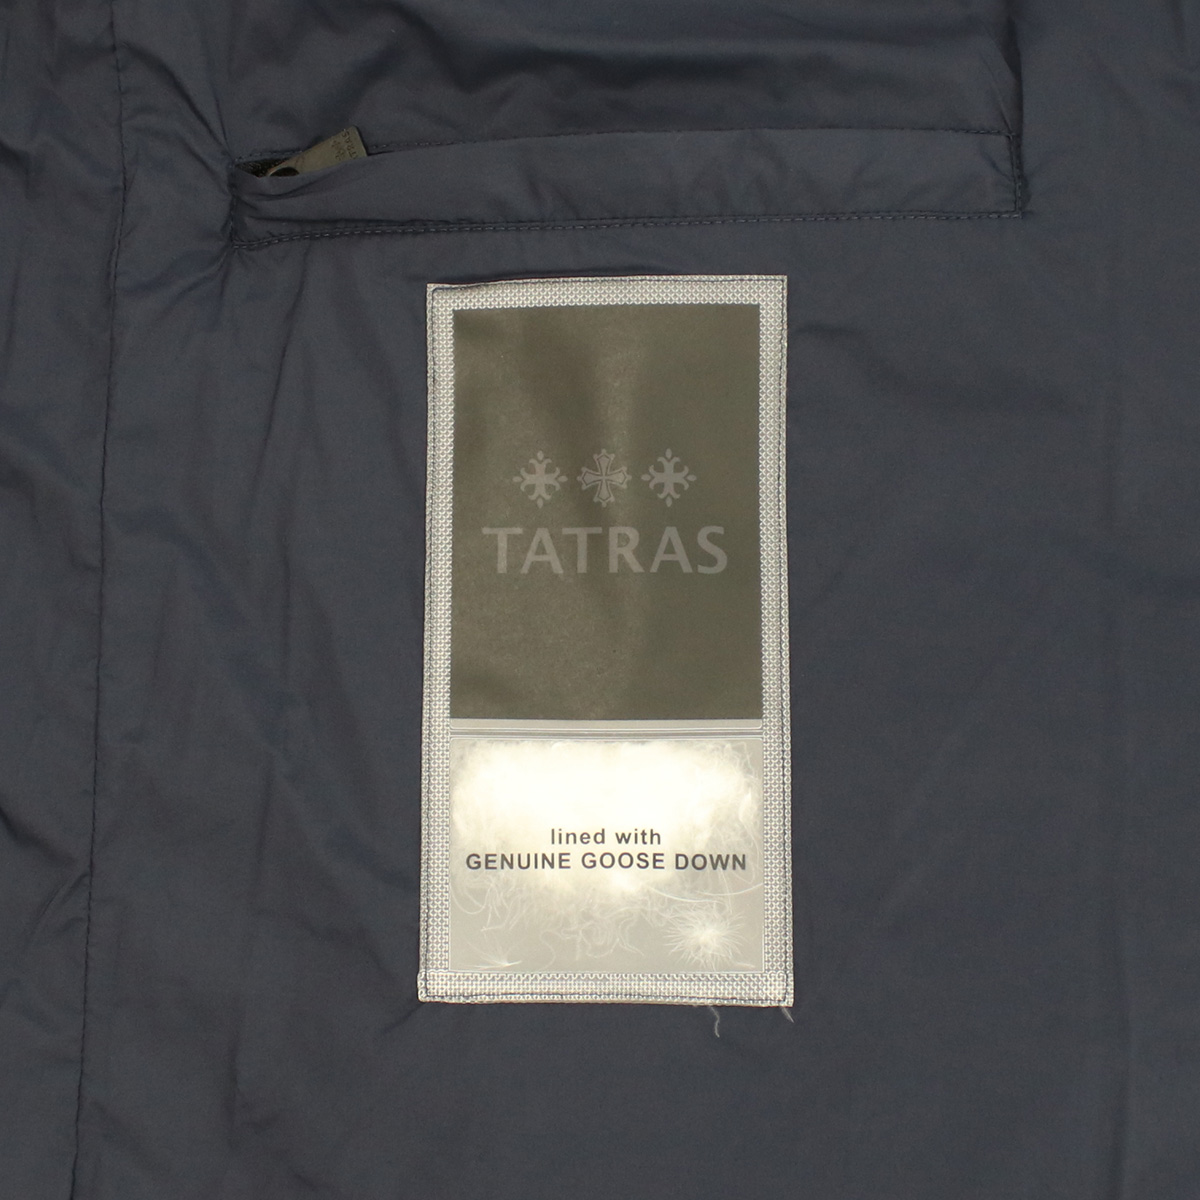 TATRAS
lined with
GENUINE GOOSE DOWN